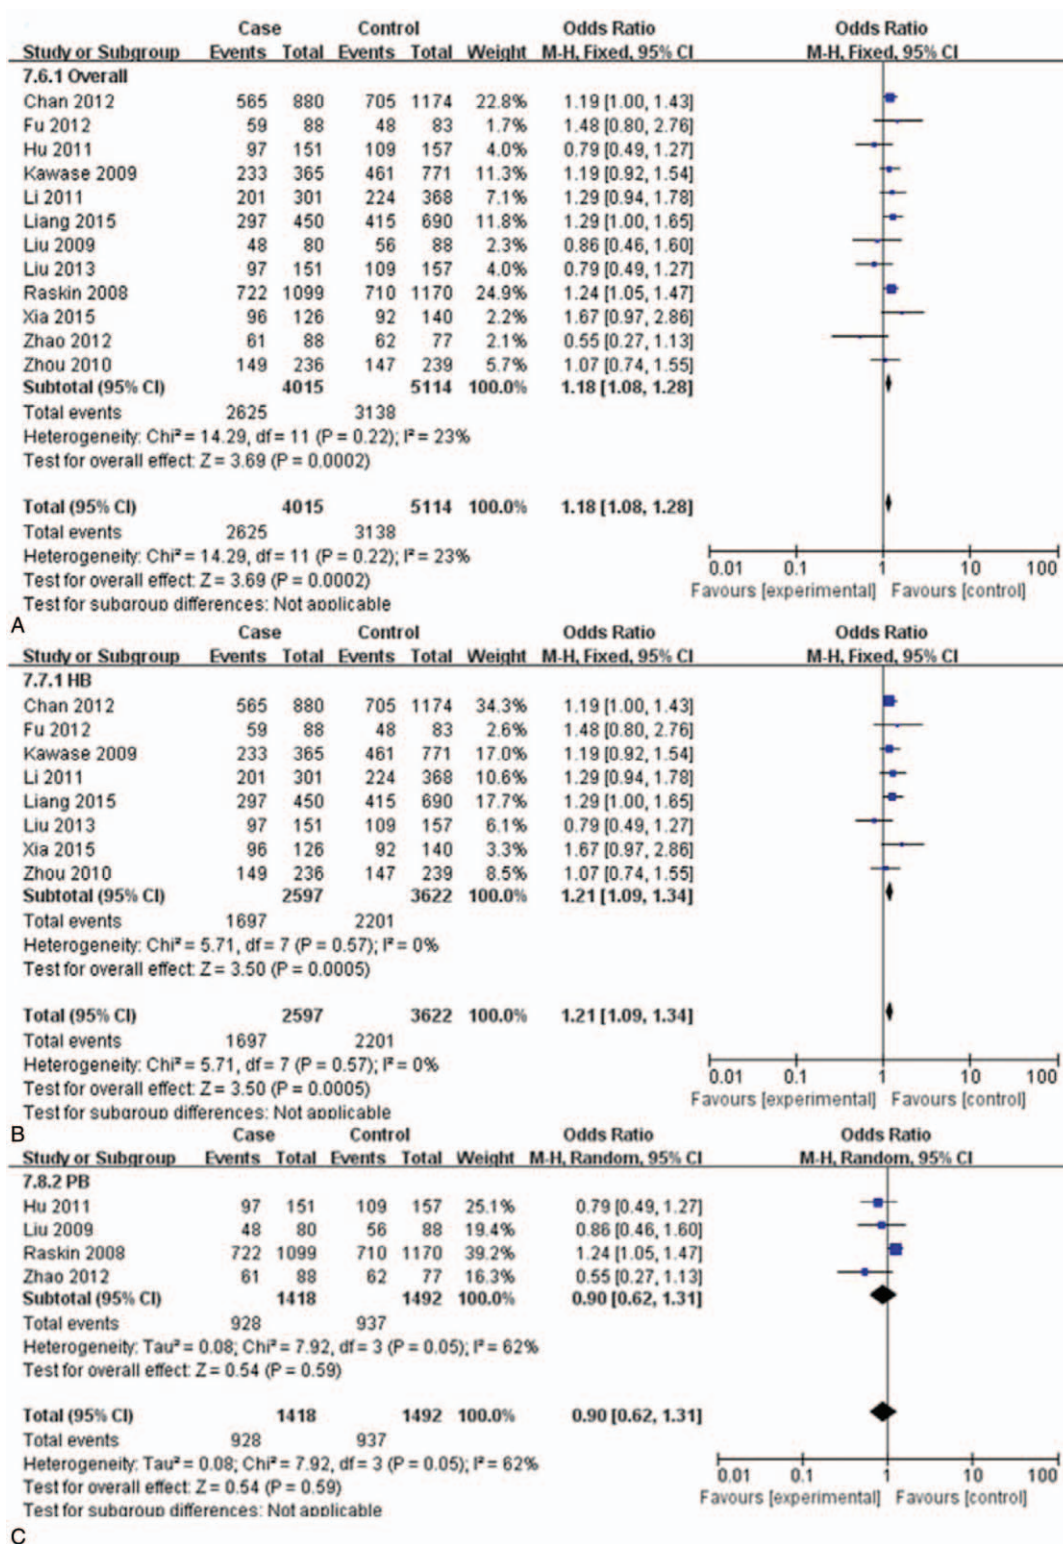 Case Control Odds Ratio Odds Ratio
Study or Subgroup Events Total Events Total Weight M-H, Fixed, 95% CI M-H, Fixed, 95% CI
7.6.1 Overall
Chan 2012 565 880 705 1174 22.8% 1.19 [1.00, 1.43]
Fu 2012 59 88 48 83 1.7% 1.48 [0.80, 2.76]
Hu 2011 97 151 109 157 4.0% 0.79 [0.49, 1.27]
Kawase 2009 233 365 461 771 11.3% 1.19 [0.92, 1.54]
Li 2011 201 301 224 368 7.1% 1.29 [0.94, 1.78]
Liang 2015 297 450 415 690 11.8% 1.29 [1.00, 1.65]
Liu 2009 48 80 56 88 2.3% 0.86 [0.46, 1.60]
Liu 2013 97 151 109 157 4.0% 0.79 [0.49, 1.27]
Raskin 2008 722 1099 710 1170 24.9% 1.24 [1.05, 1.47]
Xia 2015 96 126 92 140 2.2% 1.67 [0.97, 2.86]
Zhao 2012 61 88 62 77 2.1% 0.55 [0.27, 1.13]
Zhou 2010 149 236 147 239 5.7% 1.07 [0.74, 1.55]
Subtotal (95% CI) 4015 5114 100.0% 1.18 [1.08, 1.28]
Total events 2625 3138
Heterogeneity: Chi² = 14.29, df = 11 (P = 0.22); I² = 23%
Test for overall effect: Z = 3.69 (P = 0.0002)
Total (95% CI) 4015 5114 100.0% 1.18 [1.08, 1.28]
Total events 2625 3138
Heterogeneity: Chi² = 14.29, df = 11 (P = 0.22); I² = 23%
Test for overall effect: Z = 3.69 (P = 0.0002)
Test for subgroup differences: Not applicable
0.01 0.1 1 10 100
Favours [experimental] Favours [control]
A
Case Control Odds Ratio Odds Ratio
Study or Subgroup Events Total Events Total Weight M-H, Fixed, 95% CI M-H, Fixed, 95% CI
7.7.1 HB
Chan 2012 565 880 705 1174 34.3% 1.19 [1.00, 1.43]
Fu 2012 59 88 48 83 2.6% 1.48 [0.80, 2.76]
Kawase 2009 233 365 461 771 17.0% 1.19 [0.92, 1.54]
Li 2011 201 301 224 368 10.6% 1.29 [0.94, 1.78]
Liang 2015 297 450 415 690 17.7% 1.29 [1.00, 1.65]
Liu 2013 97 151 109 157 6.1% 0.79 [0.49, 1.27]
Xia 2015 96 126 92 140 3.3% 1.67 [0.97, 2.86]
Zhou 2010 149 236 147 239 8.5% 1.07 [0.74, 1.55]
Subtotal (95% CI) 2597 3622 100.0% 1.21 [1.09, 1.34]
Total events 1697 2201
Heterogeneity: Chi² = 5.71, df = 7 (P = 0.57); I² = 0%
Test for overall effect: Z = 3.50 (P = 0.0005)
Total (95% CI) 2597 3622 100.0% 1.21 [1.09, 1.34]
Total events 1697 2201
Heterogeneity: Chi² = 5.71, df = 7 (P = 0.57); I² = 0%
Test for overall effect: Z = 3.50 (P = 0.0005)
Test for subgroup differences: Not applicable
0.01 0.1 1 10 100
Favours [experimental] Favours [control]
B
Case Control Odds Ratio Odds Ratio
Study or Subgroup Events Total Events Total Weight M-H, Random, 95% CI M-H, Random, 95% CI
7.8.2 PB
Hu 2011 97 151 109 157 25.1% 0.79 [0.49, 1.27]
Liu 2009 48 80 56 88 19.4% 0.86 [0.46, 1.60]
Raskin 2008 722 1099 710 1170 39.2% 1.24 [1.05, 1.47]
Zhao 2012 61 88 62 77 16.3% 0.55 [0.27, 1.13]
Subtotal (95% CI) 1418 1492 100.0% 0.90 [0.62, 1.31]
Total events 928 937
Heterogeneity: Tau² = 0.08; Chi² = 7.92, df = 3 (P = 0.05); I² = 62%
Test for overall effect: Z = 0.54 (P = 0.59)
Total (95% CI) 1418 1492 100.0% 0.90 [0.62, 1.31]
Total events 928 937
Heterogeneity: Tau² = 0.08; Chi² = 7.92, df = 3 (P = 0.05); I² = 62%
Test for overall effect: Z = 0.54 (P = 0.59)
Test for subgroup differences: Not applicable
0.01 0.1 1 10 100
Favours [experimental] Favours [control]
C